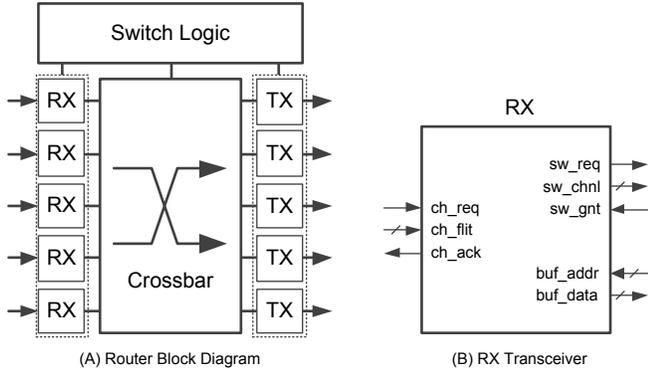 Switch Logic
RX
TX
RX
TX
RX
TX
RX
TX
RX
TX
Crossbar
(A) Router Block Diagram
RX
sw_req
sw_chnl
sw_gnt
ch_req
ch_flit
ch_ack
buf_addr
buf_data
(B) RX Transceiver